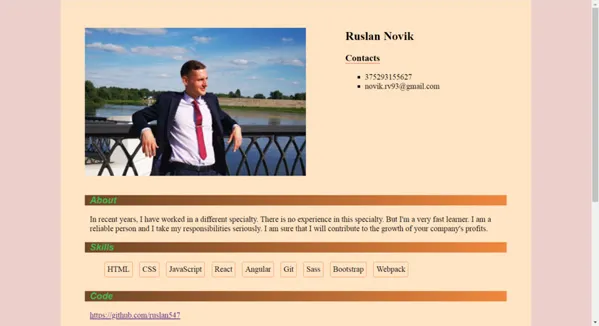 Ruslan Novik
Contacts
375293155627
novik.rv93@gmail.com
About
In recent years, I have worked in a different specialty. There is no experience in this specialty. But I'm a very fast learner. I am a
reliable person and I take my responsibilities seriously. I am sure that I will contribute to the growth of your company's profits.
Skills
HTML CSS JavaScript React Angular Git Sass Bootstrap Webpack
Code
https://github.com/ruslan547